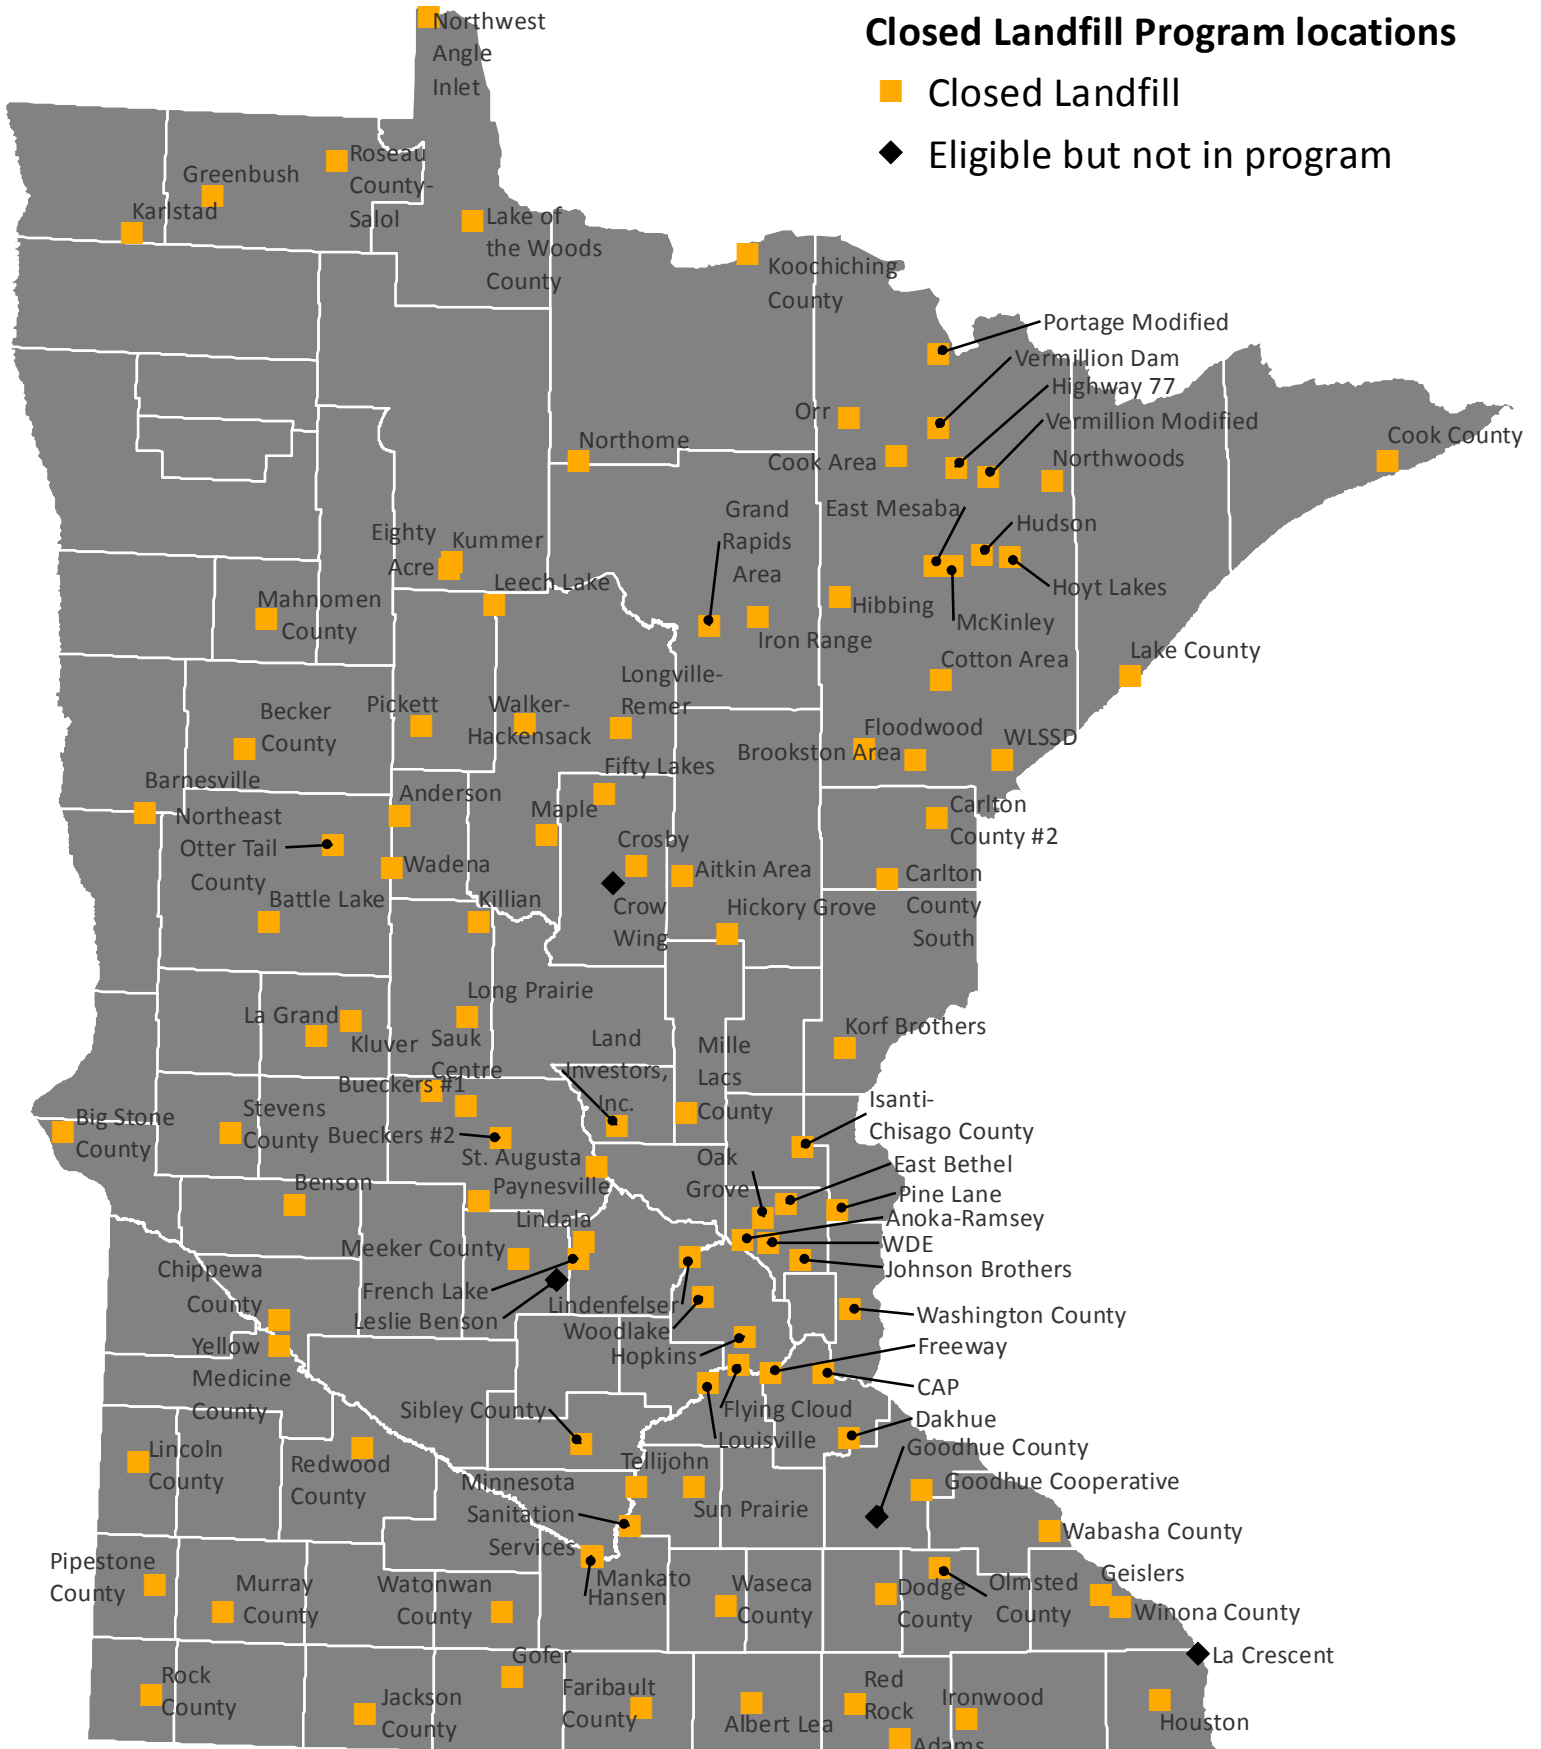 Closed Landfill Program locations
Closed Landfill
Eligible but not in program
Northwest
Angle
Inlet
Roseau
County-
Salol
Greenbush
Karlstad
Lake of
the Woods
County
Koochiching
County
Portage Modified
Vermillion Dam
Highway 77
Vermillion Modified
Orr
Cook County
Northome
Cook Area
Northwoods
East Mesaba
Grand
Rapids
Area
Hudson
Eighty
Acre
Kummer
Leech Lake
Hoyt Lakes
Mahnomen
County
Hibbing
McKinley
Iron Range
Cotton Area
Lake County
Longville-
Remer
Pickett
Walker-
Hackensack
Becker
County
Floodwood
Brookston Area
WLSSD
Fifty Lakes
Barnesville
Anderson
Maple
Carlton
County #2
Northeast
Otter Tail
County
Crosby
Wadena
Aitkin Area
Carlton
County
South
Battle Lake
Killian
Crow
Wing
Hickory Grove
Long Prairie
La Grand
Kluver
Sauk
Centre
Land
Investors,
Inc.
Mille
Lacs
County
Korf Brothers
Bueckers #1
Isanti-
Chisago County
Big Stone
County
Stevens
County
Bueckers #2
St. Augusta
Oak
Grove
East Bethel
Benson
Paynesville
Pine Lane
Lindala
Anoka-Ramsey
Meeker County
WDE
Chippewa
County
Johnson Brothers
French Lake
Lindenfelser
Leslie Benson
Washington County
Woodlake
Yellow
Medicine
County
Hopkins
Freeway
CAP
Sibley County
Flying Cloud
Dakhue
Louisville
Goodhue County
Lincoln
County
Redwood
County
Tellijohn
Minnesota
Sanitation
Services
Sun Prairie
Goodhue Cooperative
Wabasha County
Pipestone
County
Murray
County
Watonwan
County
Mankato
Hansen
Waseca
County
Dodge
County
Olmsted
County
Geislers
Winona County
La Crescent
Gofer
Rock
County
Jackson
County
Faribault
County
Albert Lea
Red
Rock
Ironwood
Houston
Adams